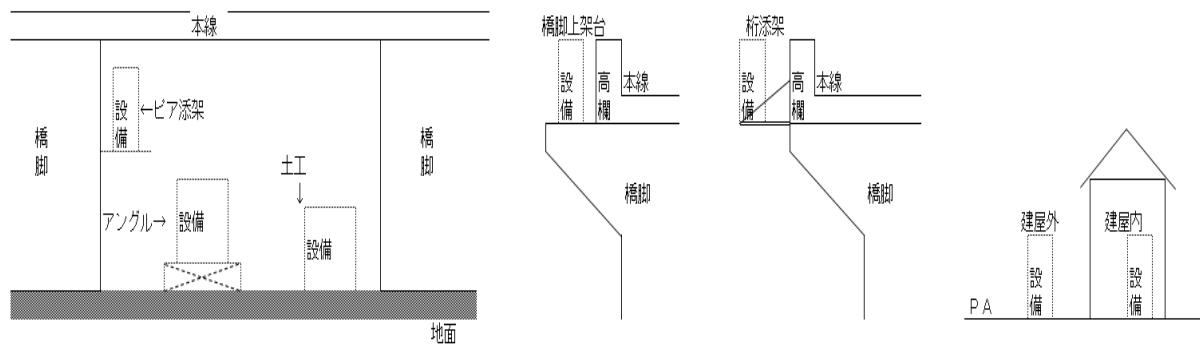 本線
設備
←ピア添架
橋脚
橋脚
アングル→
設備
土工
↓
設備
地面
橋脚上架台
設備
高欄
本線
橋脚
桁添架
設備
高欄
本線
橋脚
建屋外
設備
建屋内
設備
ＰＡ